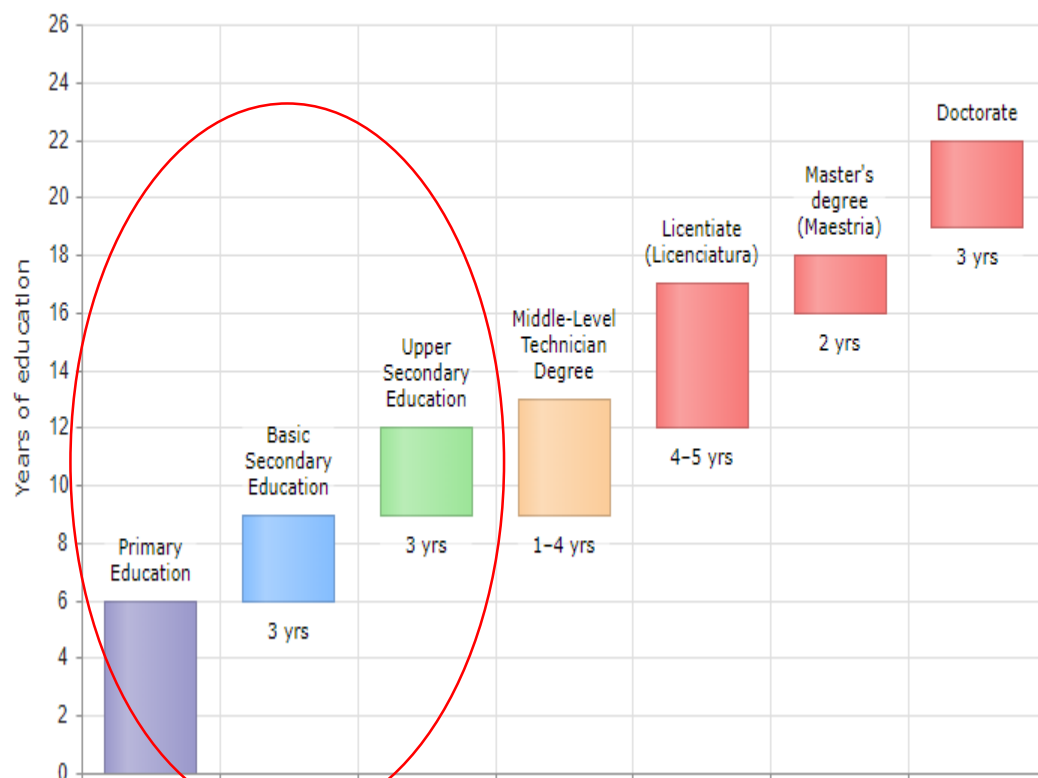 26
24
22
20
18
16
14
12
10
8
6
4
2
0
Years of education
Primary
Education
Basic
Secondary
Education
3 yrs
Upper
Secondary
Education
3 yrs
Middle-Level
Technician
Degree
1–4 yrs
Licentiate
(Licenciatura)
4–5 yrs
Master's
degree
(Maestria)
2 yrs
Doctorate
3 yrs